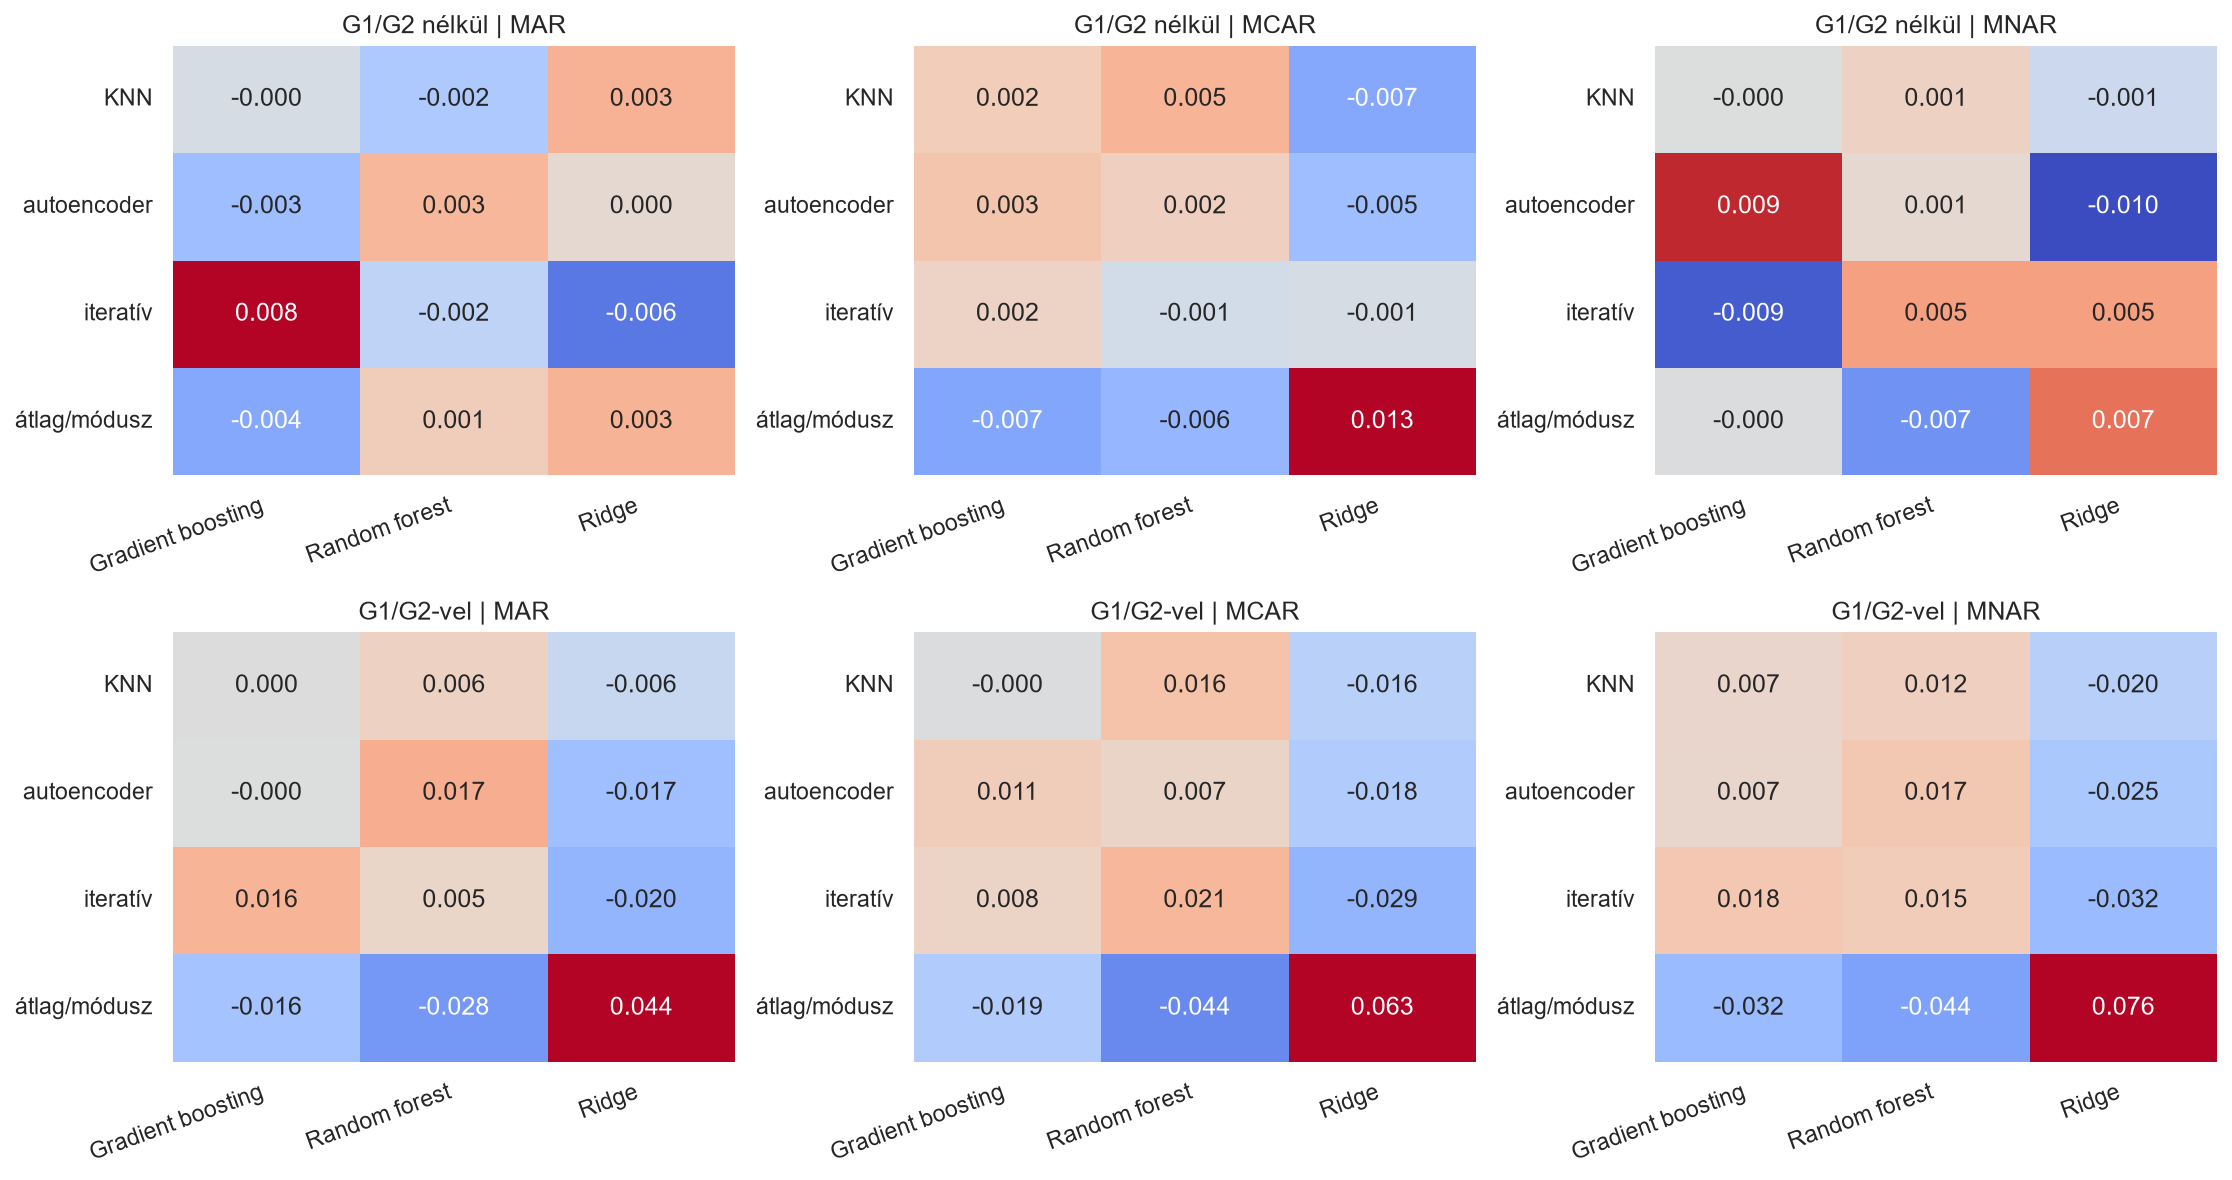 G1/G2 nélkül | MAR
KNN -0.000 -0.002 0.003
autoencoder -0.003 0.003 0.000
iteratív 0.008 -0.002 -0.006
átlag/módusz -0.004 0.001 0.003
Gradient boosting Random forest Ridge
G1/G2 nélkül | MCAR
KNN 0.002 0.005 -0.007
autoencoder 0.003 0.002 -0.005
iteratív 0.002 -0.001 -0.001
átlag/módusz -0.007 -0.006 0.013
Gradient boosting Random forest Ridge
G1/G2 nélkül | MNAR
KNN -0.000 0.001 -0.001
autoencoder 0.009 0.001 -0.010
iteratív -0.009 0.005 0.005
átlag/módusz -0.000 -0.007 0.007
Gradient boosting Random forest Ridge
G1/G2-vel | MAR
KNN 0.000 0.006 -0.006
autoencoder -0.000 0.017 -0.017
iteratív 0.016 0.005 -0.020
átlag/módusz -0.016 -0.028 0.044
Gradient boosting Random forest Ridge
G1/G2-vel | MCAR
KNN -0.000 0.016 -0.016
autoencoder 0.011 0.007 -0.018
iteratív 0.008 0.021 -0.029
átlag/módusz -0.019 -0.044 0.063
Gradient boosting Random forest Ridge
G1/G2-vel | MNAR
KNN 0.007 0.012 -0.020
autoencoder 0.007 0.017 -0.025
iteratív 0.018 0.015 -0.032
átlag/módusz -0.032 -0.044 0.076
Gradient boosting Random forest Ridge